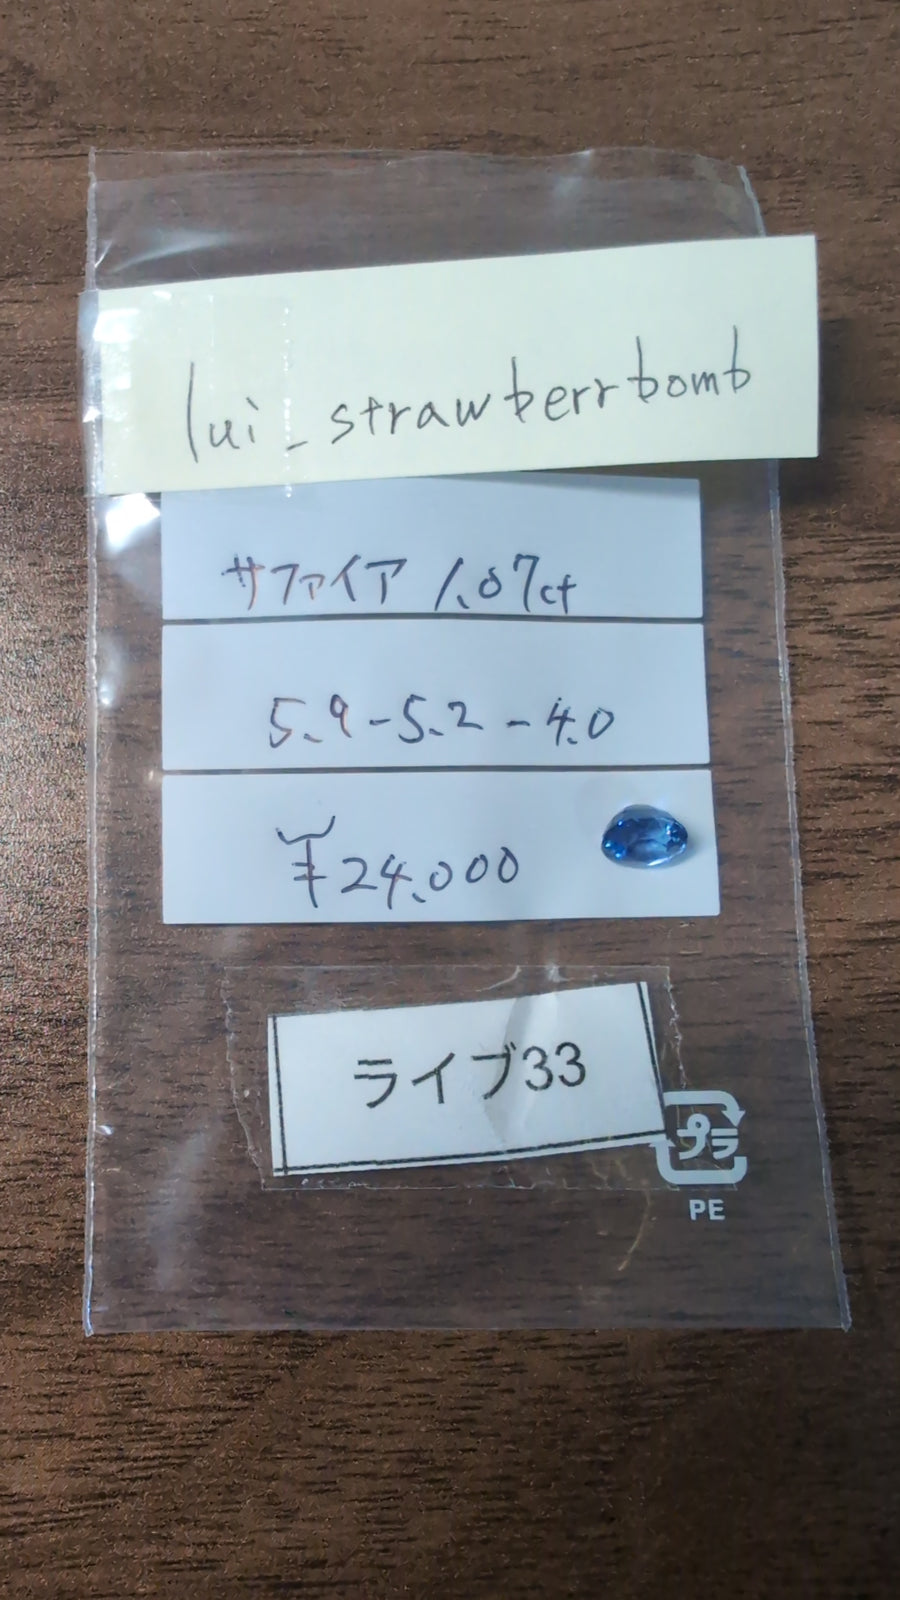 lui_strawberrbomb
サファイア 1.07ct
5.9-5.2-4.0
¥24.000
ライブ33
プラ
PE